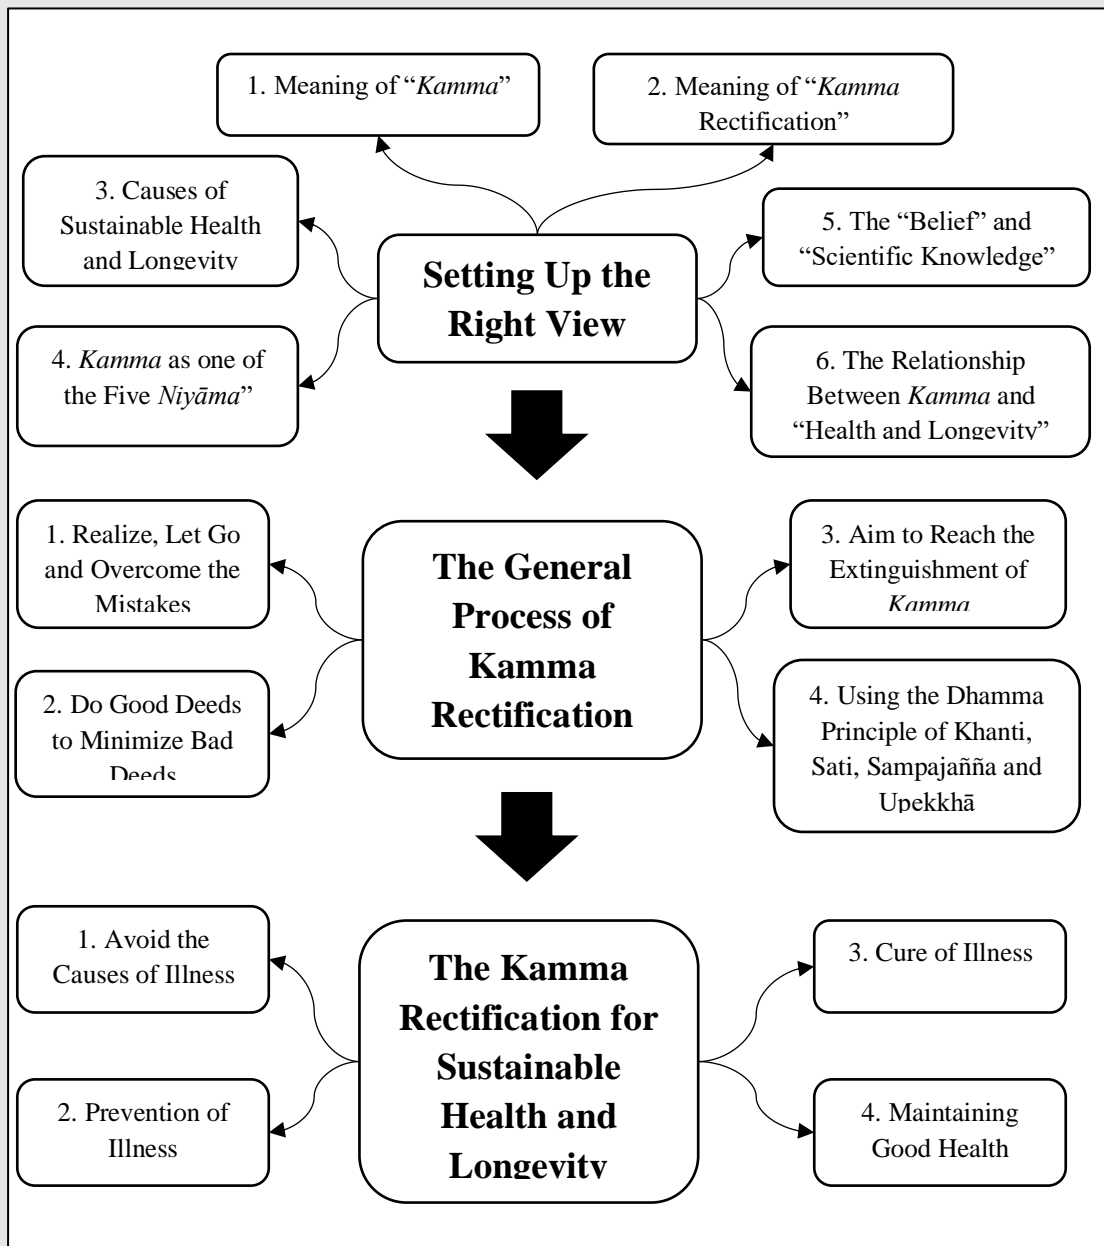 1. Meaning of “Kamma”
2. Meaning of “Kamma
Rectification”
3. Causes of
Sustainable Health
and Longevity
Setting Up the
Right View
5. The “Belief” and
“Scientific Knowledge”
4. Kamma as one of
the Five Niyāma”
6. The Relationship
Between Kamma and
“Health and Longevity”
1. Realize, Let Go
and Overcome the
Mistakes
The General
Process of
Kamma
Rectification
3. Aim to Reach the
Extinguishment of
Kamma
2. Do Good Deeds
to Minimize Bad
Deeds
4. Using the Dhamma
Principle of Khanti,
Sati, Sampajañña and
Upekkhā
1. Avoid the
Causes of Illness
The Kamma
Rectification for
Sustainable
Health and
Longevity
3. Cure of Illness
2. Prevention of
Illness
4. Maintaining
Good Health